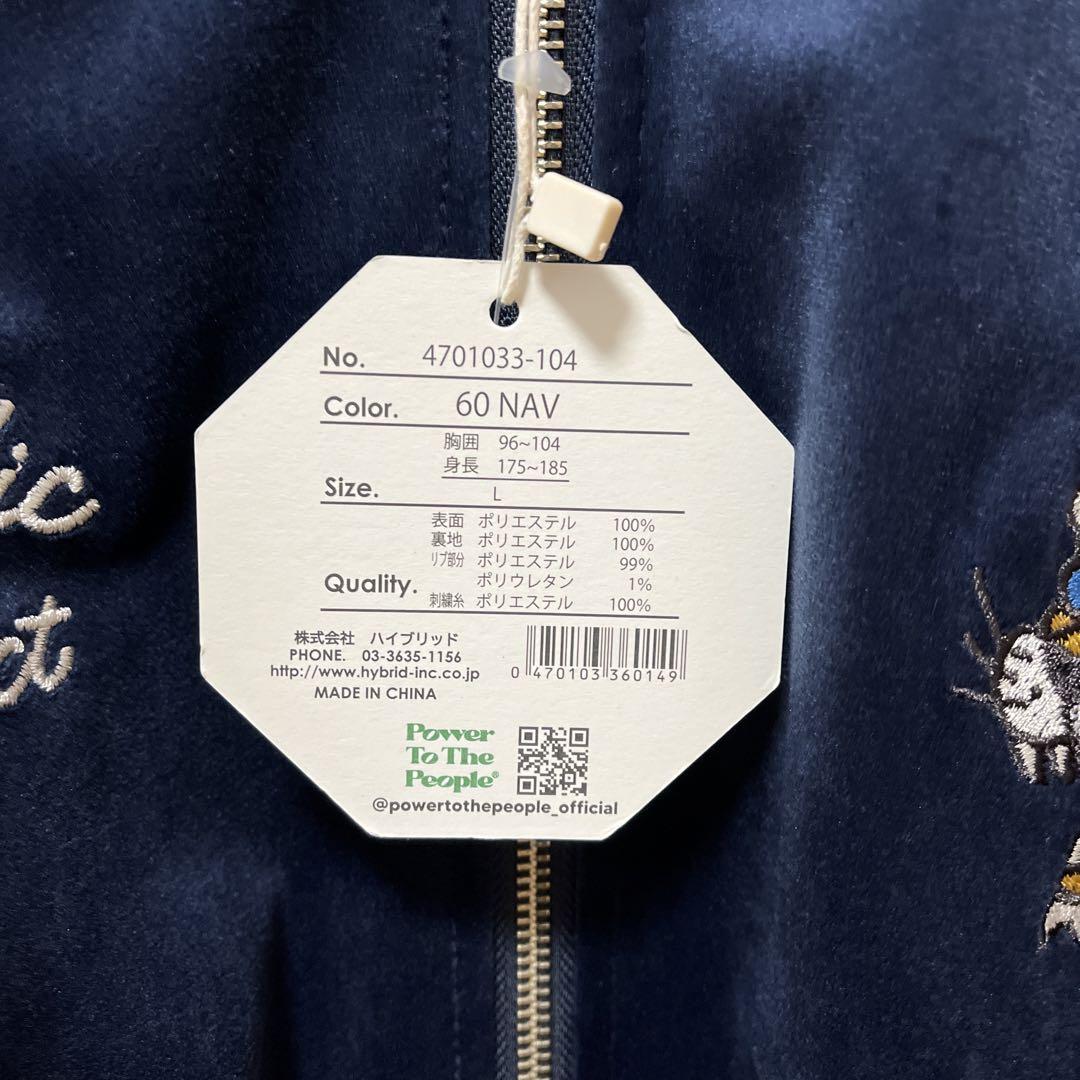 No. 4701033-104
Color. 60 NAV
胸囲 96~104
身長 175~185
Size. L
表面 ポリエステル 100%
裏地 ポリエステル 100%
リブ部分 ポリエステル 99%
Quality. ポリウレタン 1%
刺繍糸 ポリエステル 100%
株式会社 ハイブリッド
PHONE. 03-3635-1156
http://www.hybrid-inc.co.jp
MADE IN CHINA
0 470103 360149
Power
To The
People®
@powertothepeople_official